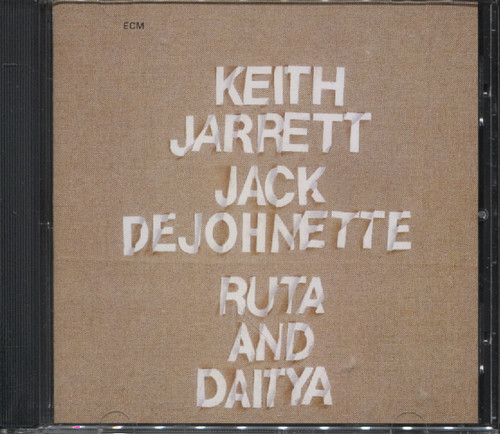 ECM
KEITH
JARRETT
JACK
DEJOHNETTE
RUTA
AND
DAITYA